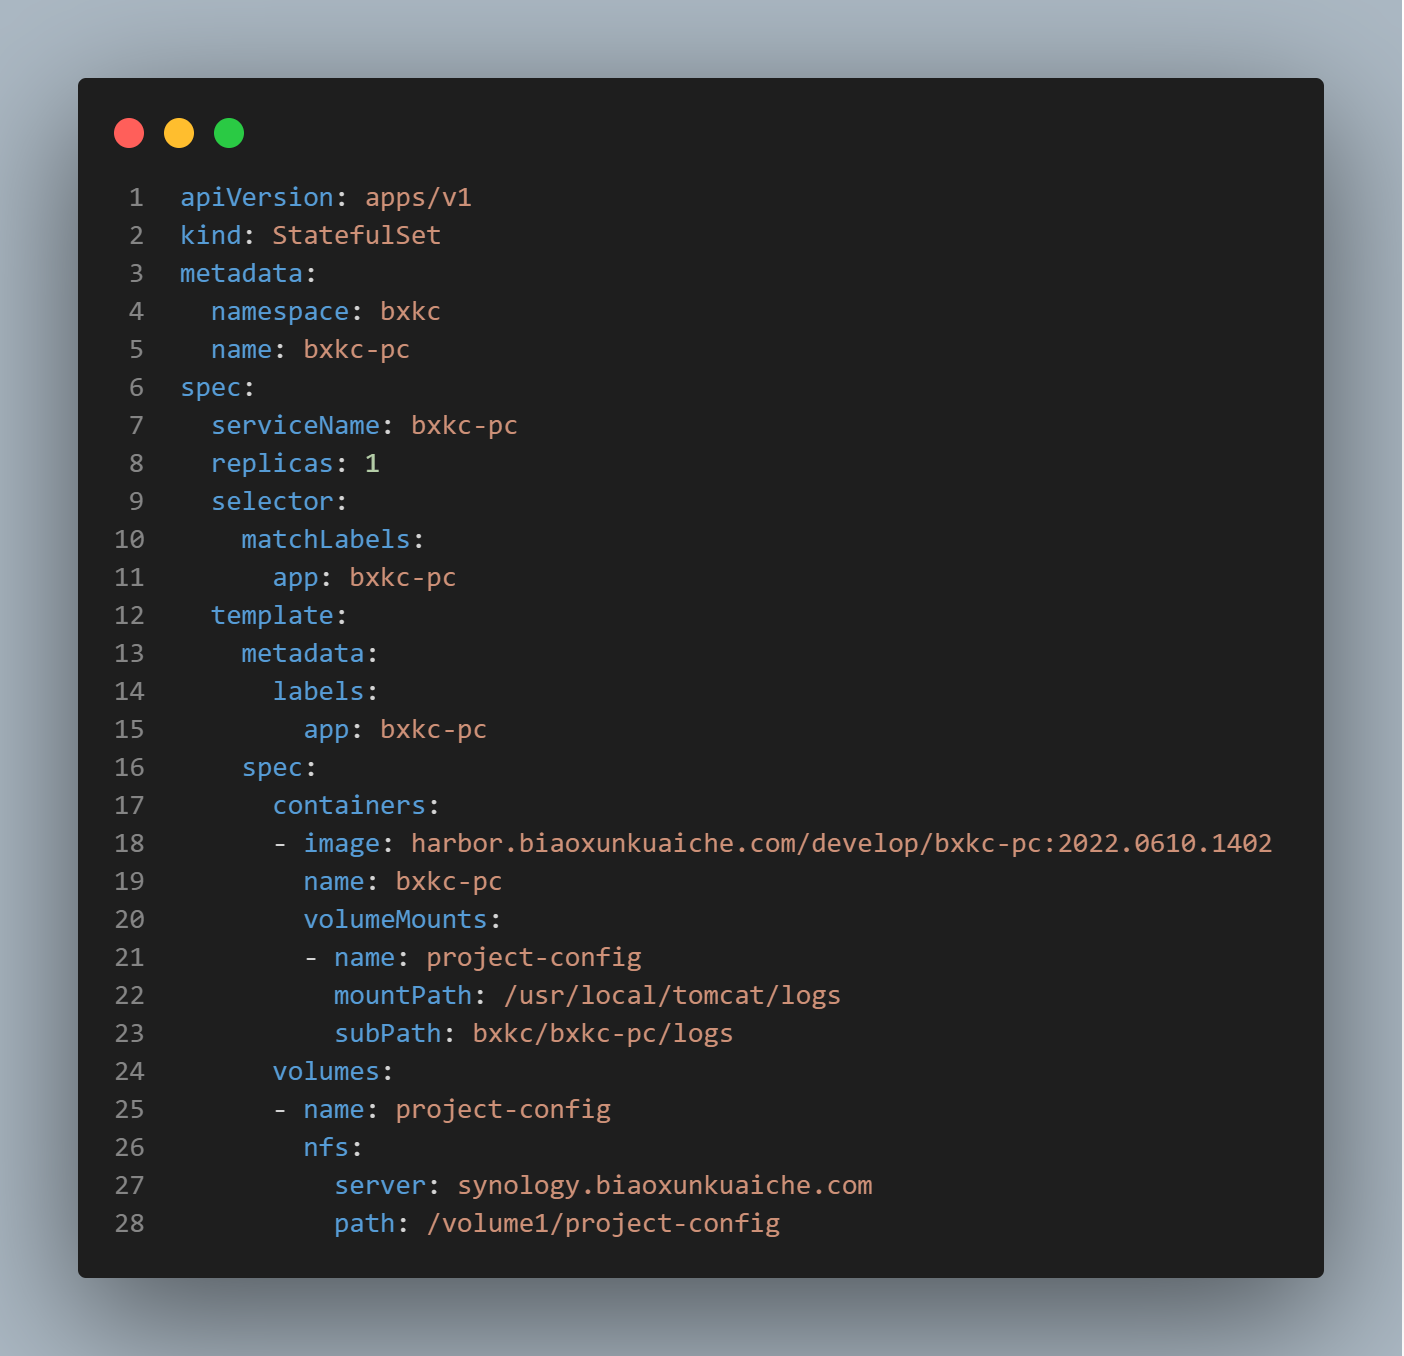 1 apiVersion: apps/v1
2 kind: StatefulSet
3 metadata:
4   namespace: bxkc
5   name: bxkc-pc
6 spec:
7   serviceName: bxkc-pc
8   replicas: 1
9   selector:
10     matchLabels:
11       app: bxkc-pc
12   template:
13     metadata:
14       labels:
15         app: bxkc-pc
16     spec:
17       containers:
18       - image: harbor.biaoxunkuaiche.com/develop/bxkc-pc:2022.0610.1402
19         name: bxkc-pc
20         volumeMounts:
21         - name: project-config
22           mountPath: /usr/local/tomcat/logs
23           subPath: bxkc/bxkc-pc/logs
24       volumes:
25       - name: project-config
26         nfs:
27           server: synology.biaoxunkuaiche.com
28           path: /volume1/project-config